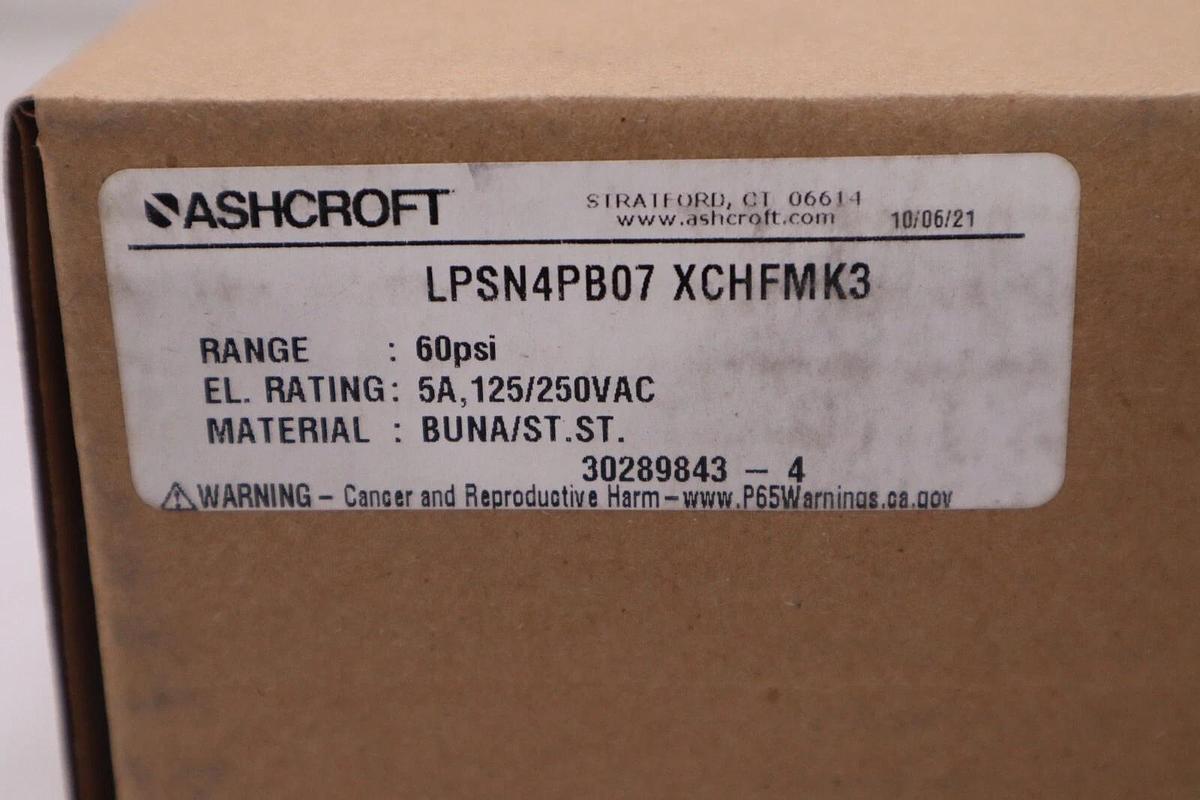 ASHCROFT
STRATFORD, CT 06614
www.ashcroft.com
10/06/21
LPSN4PB07 XCHFMK3
RANGE : 60psi
EL. RATING: 5A,125/250VAC
MATERIAL : BUNA/ST.ST.
30289843 - 4
WARNING - Cancer and Reproductive Harm - www.P65Warnings.ca.gov